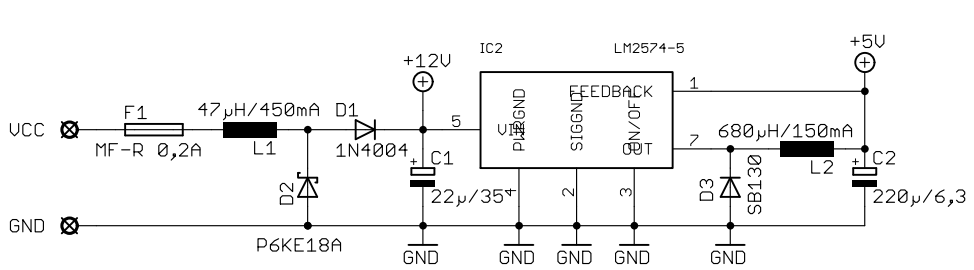 IC2 LM2574-5 +5V
+12V
1
FEEDBACK
F1 47µH/450mA D1
VCC 5 VIN PWRGND SIGGND ON/OFF OUT 7 680µH/150mA
MF-R 0,2A L1 1N4004 C1 L2 C2
D2 22µ/35 4 2 3 D3 SB130 220µ/6,3
GND
P6KE18A GND GND GND GND GND